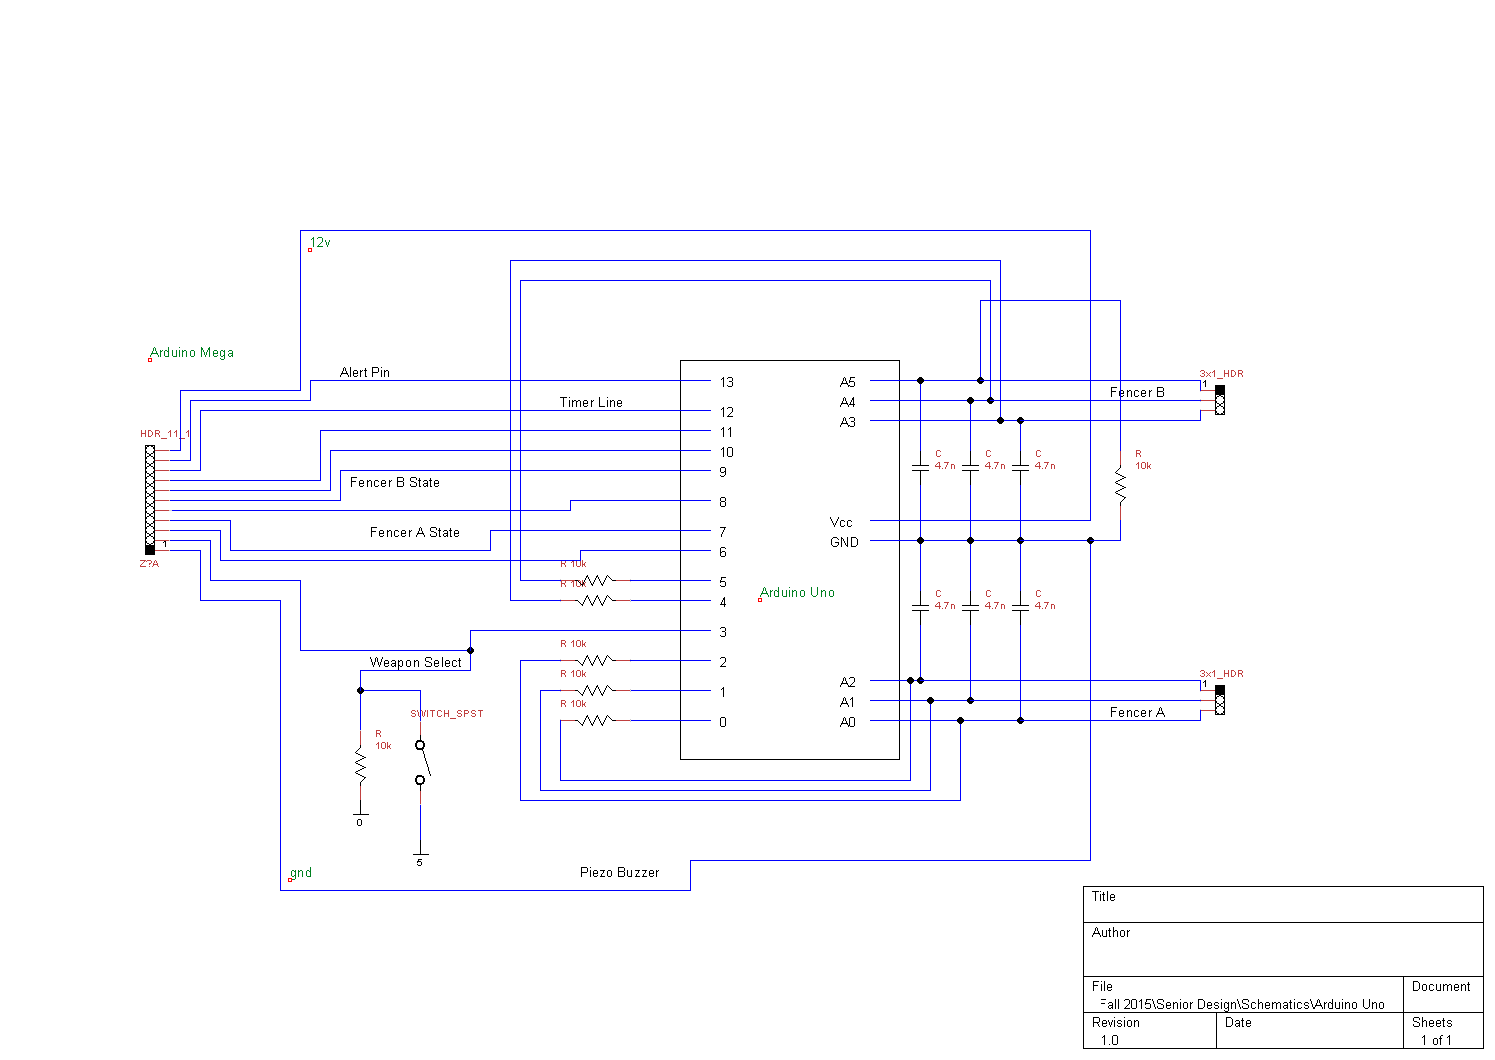 12v
Arduino Mega
Alert Pin
13
A5
3x1_HDR
1
Timer Line
12
A4
Fencer B
11
A3
HDR_11_1
10
9
Fencer B State
C
4.7n
C
4.7n
C
4.7n
R
10k
8
Vcc
Fencer A State
7
GND
1
6
Z?A
R 10k
5
R 10k
4
Arduino Uno
C
4.7n
C
4.7n
C
4.7n
3
R 10k
Weapon Select
2
R 10k
A2
3x1_HDR
1
1
A1
R 10k
SWITCH_SPST
0
A0
Fencer A
R
10k
0
5
gnd
Piezo Buzzer
Title
Author
File
Document
Fall 2015\Senior Design\Schematics\Arduino Uno
Revision
Date
Sheets
1.0
1 of 1